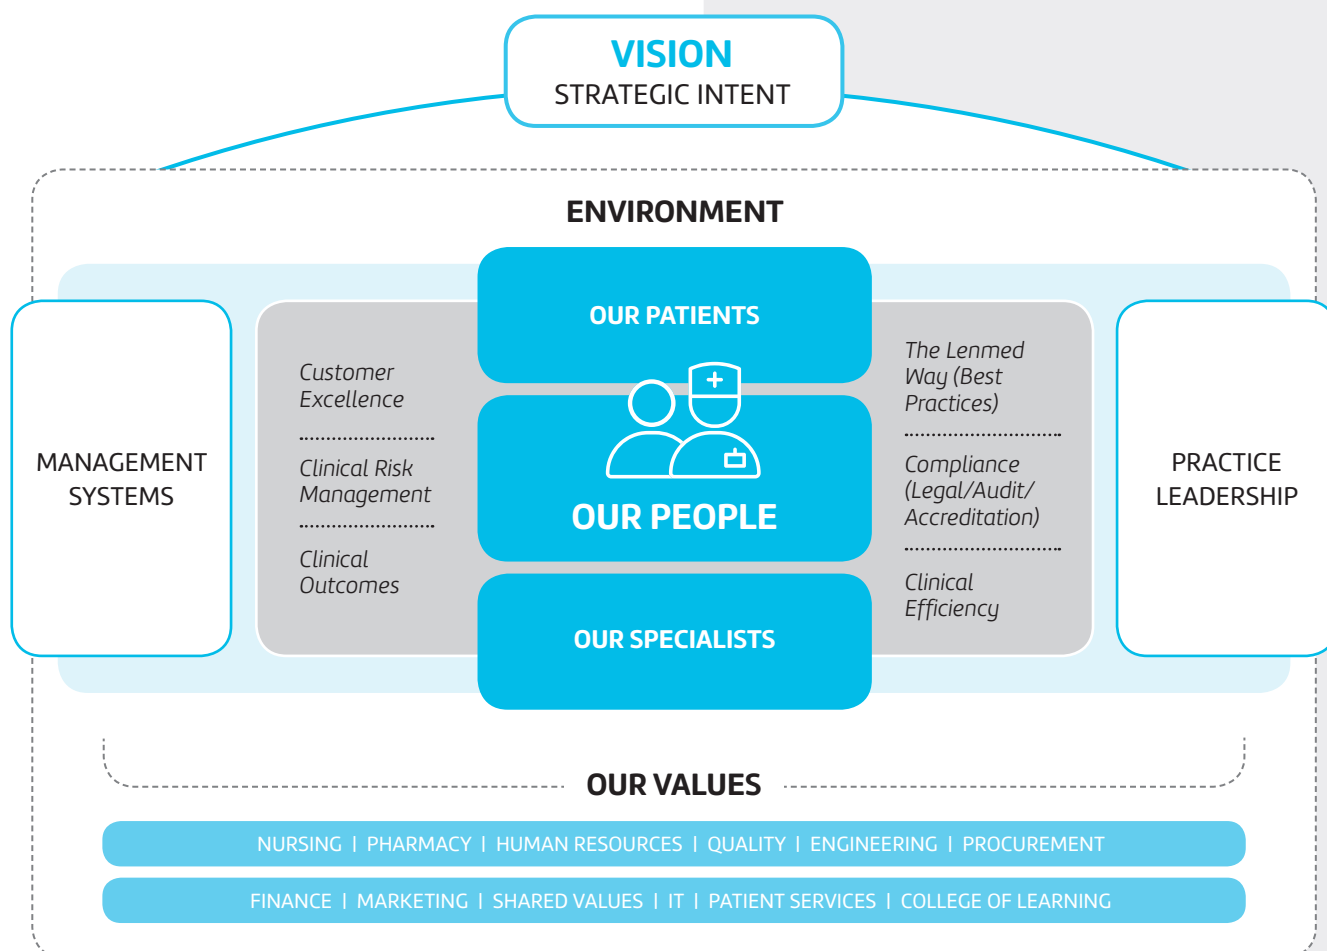 VISION
STRATEGIC INTENT
ENVIRONMENT
MANAGEMENT
SYSTEMS
Customer
Excellence
Clinical Risk
Management
Clinical
Outcomes
OUR PATIENTS
OUR PEOPLE
OUR SPECIALISTS
The Lenmed
Way (Best
Practices)
Compliance
(Legal/Audit/
Accreditation)
Clinical
Efficiency
PRACTICE
LEADERSHIP
OUR VALUES
NURSING | PHARMACY | HUMAN RESOURCES | QUALITY | ENGINEERING | PROCUREMENT
FINANCE | MARKETING | SHARED VALUES | IT | PATIENT SERVICES | COLLEGE OF LEARNING